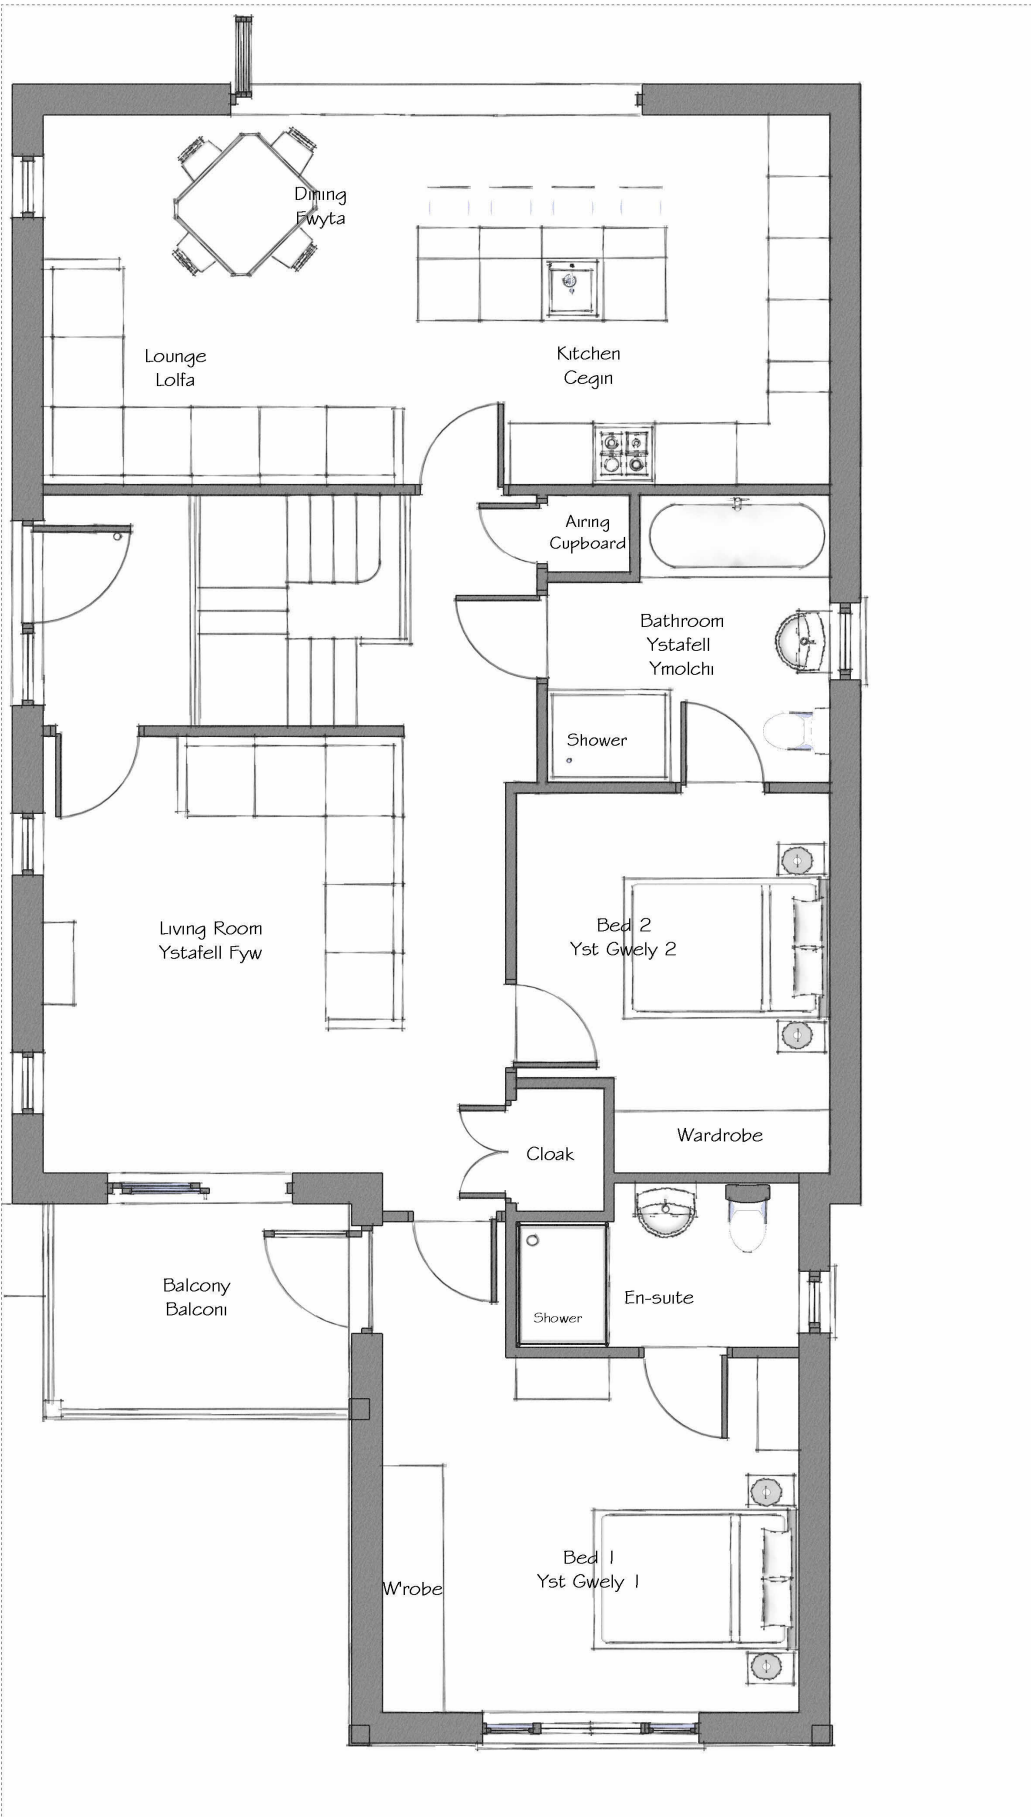 Dining
Fwyta
Lounge
Lolfa
Kitchen
Cegin
Airing
Cupboard
Bathroom
Ystafell
Ymolchi
Shower
Living Room
Ystafell Fyw
Bed 2
Yst Gwely 2
Wardrobe
Cloak
Balcony
Balconi
En-suite
Shower
Bed 1
Yst Gwely 1
W'robe